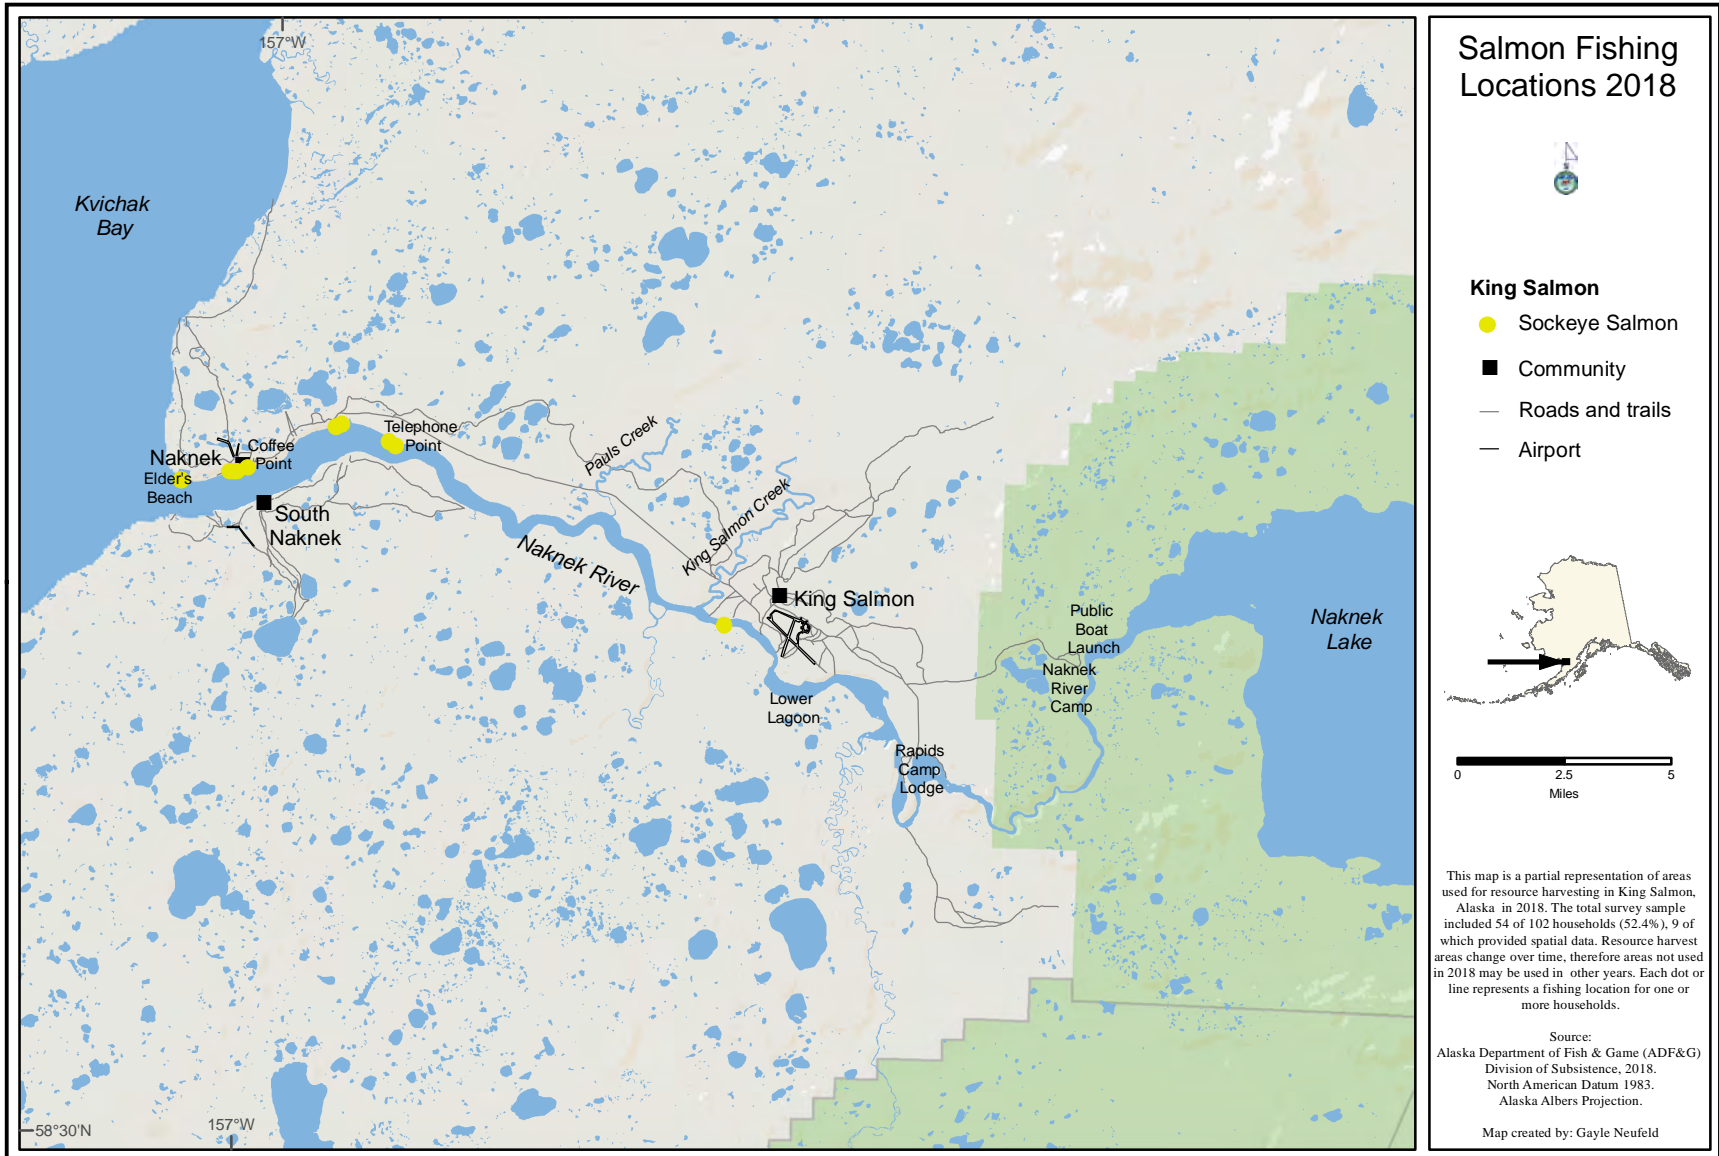 157°W
Kvichak
Bay
Telephone
Point
Coffee
Point
Naknek
Elder's
Beach
South
Naknek
Pauls Creek
King Salmon Creek
Naknek River
King Salmon
Lower
Lagoon
Rapids
Camp
Lodge
Public
Boat
Launch
Naknek
River
Camp
Naknek
Lake
58°30'N
157°W
Salmon Fishing
Locations 2018
N
King Salmon
Sockeye Salmon
Community
Roads and trails
Airport
0 2.5 5
Miles
This map is a partial representation of areas
used for resource harvesting in King Salmon,
Alaska in 2018. The total survey sample
included 54 of 102 households (52.4%), 9 of
which provided spatial data. Resource harvest
areas change over time, therefore areas not used
in 2018 may be used in other years. Each dot or
line represents a fishing location for one or
more households.
Source:
Alaska Department of Fish & Game (ADF&G)
Division of Subsistence, 2018.
North American Datum 1983.
Alaska Albers Projection.
Map created by: Gayle Neufeld